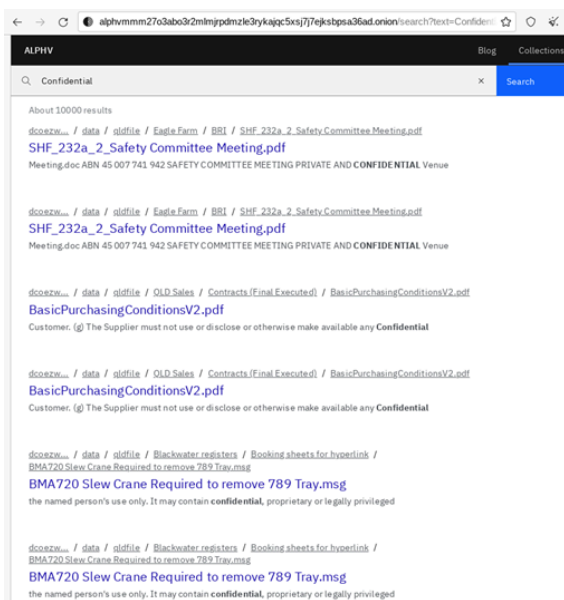 alphvmmm27o3abo3r2mlmjrpdmzle3rykajqc5xsj7j7ejksbpsa36ad.onion/search?text=Confident
ALPHV Blog Collections
Confidential × Search
About 10000 results
dcoezw... / data / qldfile / Eagle Farm / BRI / SHF_232a_2_Safety Committee Meeting.pdf
SHF_232a_2_Safety Committee Meeting.pdf
Meeting.doc ABN 45 007 741 942 SAFETY COMMITTEE MEETING PRIVATE AND CONFIDENTIAL Venue
dcoezw... / data / qldfile / Eagle Farm / BRI / SHF_232a_2_Safety Committee Meeting.pdf
SHF_232a_2_Safety Committee Meeting.pdf
Meeting.doc ABN 45 007 741 942 SAFETY COMMITTEE MEETING PRIVATE AND CONFIDENTIAL Venue
dcoezw... / data / qldfile / QLD Sales / Contracts (Final Executed) / BasicPurchasingConditionsV2.pdf
BasicPurchasingConditionsV2.pdf
Customer. (g) The Supplier must not use or disclose or otherwise make available any Confidential
dcoezw... / data / qldfile / QLD Sales / Contracts (Final Executed) / BasicPurchasingConditionsV2.pdf
BasicPurchasingConditionsV2.pdf
Customer. (g) The Supplier must not use or disclose or otherwise make available any Confidential
dcoezw... / data / qldfile / Blackwater registers / Booking sheets for hyperlink /
BMA720 Slew Crane Required to remove 789 Tray.msg
BMA720 Slew Crane Required to remove 789 Tray.msg
the named person's use only. It may contain confidential, proprietary or legally privileged
dcoezw... / data / qldfile / Blackwater registers / Booking sheets for hyperlink /
BMA720 Slew Crane Required to remove 789 Tray.msg
BMA720 Slew Crane Required to remove 789 Tray.msg
the named person's use only. It may contain confidential, proprietary or legally privileged